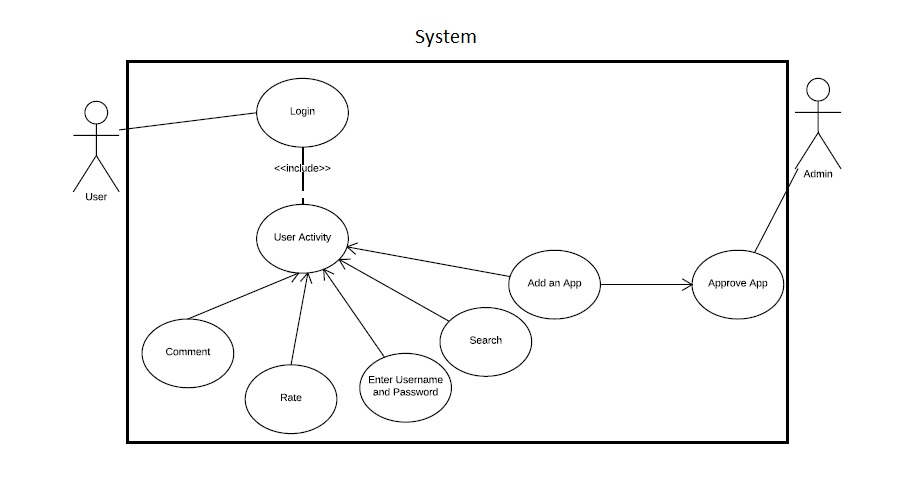 System
Login
<<include>>
User
Admin
User Activity
Add an App
Approve App
Search
Comment
Enter Username
and Password
Rate